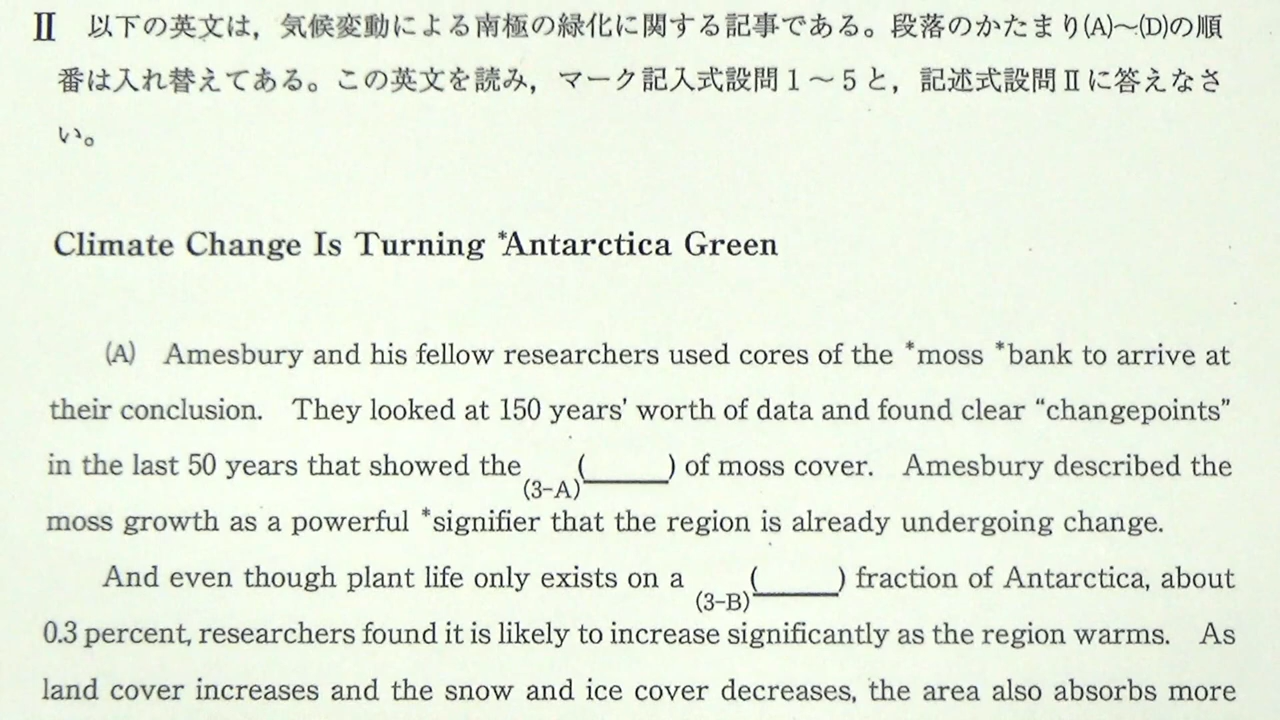 Ⅱ 以下の英文は，気候変動による南極の緑化に関する記事である。段落のかたまり(A)～(D)の順
番は入れ替えてある。この英文を読み，マーク記入式設問１～５と，記述式設問Ⅱに答えなさ
い。
Climate Change Is Turning *Antarctica Green
(A) Amesbury and his fellow researchers used cores of the *moss *bank to arrive at
their conclusion. They looked at 150 years' worth of data and found clear “changepoints”
in the last 50 years that showed the (3-A)(　　) of moss cover. Amesbury described the
moss growth as a powerful *signifier that the region is already undergoing change.
And even though plant life only exists on a (3-B)(　　) fraction of Antarctica, about
0.3 percent, researchers found it is likely to increase significantly as the region warms. As
land cover increases and the snow and ice cover decreases, the area also absorbs more